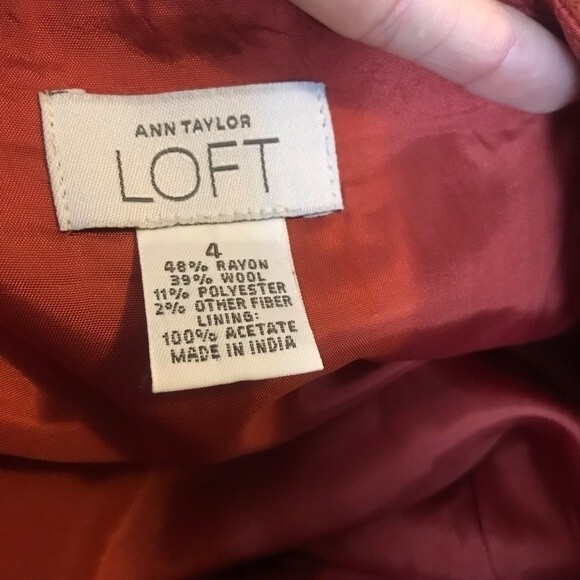 ANN TAYLOR
LOFT
4
48% RAYON
39% WOOL
11% POLYESTER
2% OTHER FIBER
LINING:
100% ACETATE
MADE IN INDIA